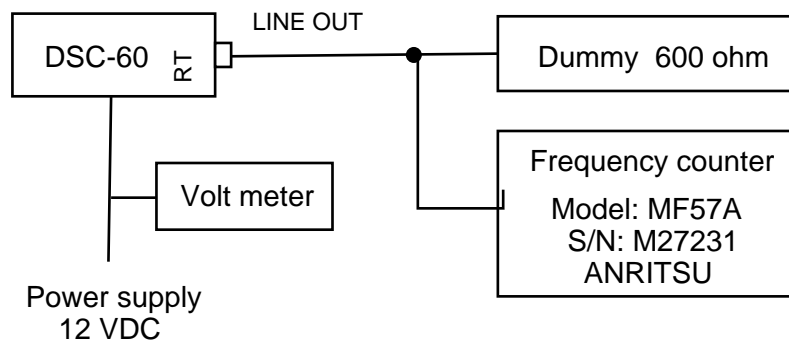 LINE OUT
DSC-60
RT
Dummy 600 ohm
Volt meter
Frequency counter
Model: MF57A
S/N: M27231
ANRITSU
Power supply
12 VDC